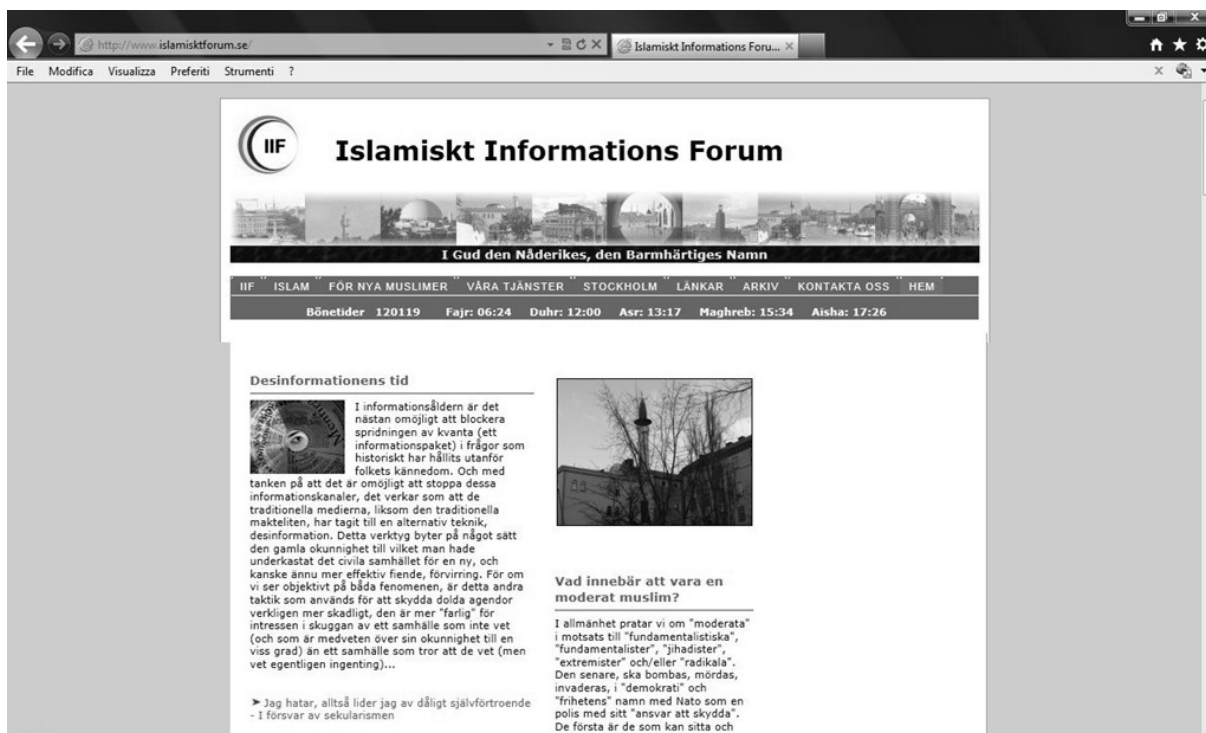 http://www.islamisktforum.se/
Islamiskt Informations Foru...
File Modifica Visualizza Preferiti Strumenti ?
IIF
Islamiskt Informations Forum
I Gud den Nåderikes, den Barmhärtiges Namn
IIF ISLAM FÖR NYA MUSLIMER VÅRA TJÄNSTER STOCKHOLM LÄNKAR ARKIV KONTAKTA OSS HEM
Bönetider 120119 Fajr: 06:24 Duhr: 12:00 Asr: 13:17 Maghreb: 15:34 Aisha: 17:26
Desinformationens tid
I informationsåldern är det
nästan omöjligt att blockera
spridningen av kvanta (ett
informationspaket) i frågor som
historiskt har hållits utanför
folkets kännedom. Och med
tanken på att det är omöjligt att stoppa dessa
informationskanaler, det verkar som att de
traditionella medierna, liksom den traditionella
makteliten, har tagit till en alternativ teknik,
desinformation. Detta verktyg byter på något sätt
den gamla okunnighet till vilket man hade
underkastat det civila samhället för en ny, och
kanske ännu mer effektiv fiende, förvirring. För om
vi ser objektivt på båda fenomenen, är detta andra
taktik som används för att skydda dolda agendor
verkligen mer skadligt, den är mer "farlig" för
intressen i skuggan av ett samhälle som inte vet
(och som är medveten över sin okunnighet till en
viss grad) än ett samhälle som tror att de vet (men
vet egentligen ingenting)...
➤ Jag hatar, alltså lider jag av dåligt självförtroende
- I försvar av sekularismen
Vad innebär att vara en
moderat muslim?
I allmänhet pratar vi om "moderata"
i motsats till "fundamentalistiska",
"fundamentalister", "jihadister",
"extremister" och/eller "radikala".
Den senare, ska bombas, mördas,
invaderas, i "demokrati" och
"frihetens" namn med Nato som en
polis med sitt "ansvar att skydda".
De första är de som kan sitta och